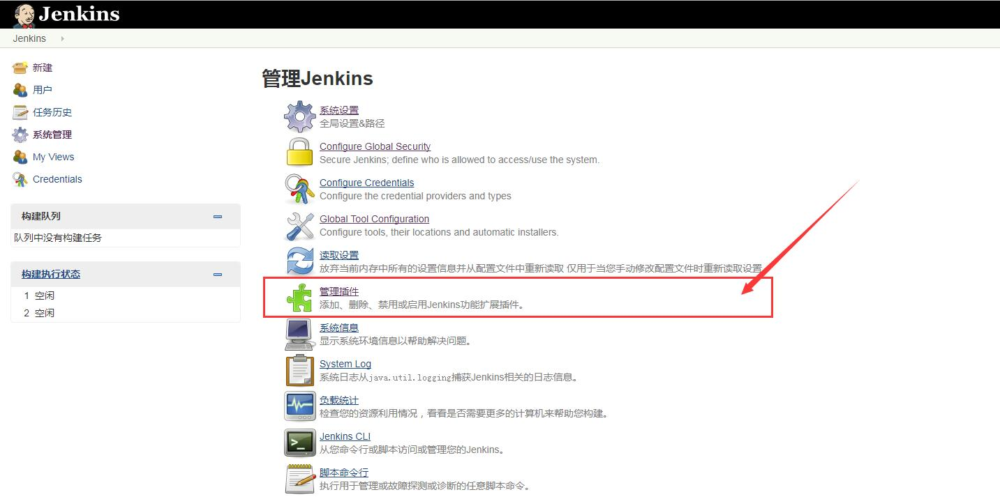 Jenkins
Jenkins
新建
用户
任务历史
系统管理
My Views
Credentials
构建队列
队列中没有构建任务
构建执行状态
1 空闲
2 空闲
管理Jenkins
系统设置
全局设置&路径
Configure Global Security
Secure Jenkins; define who is allowed to access/use the system.
Configure Credentials
Configure the credential providers and types
Global Tool Configuration
Configure tools, their locations and automatic installers.
读取设置
放弃当前内存中所有的设置信息并从配置文件中重新读取 仅用于当您手动修改配置文件时重新读取设置
管理插件
添加、删除、禁用或启用Jenkins功能扩展插件。
系统信息
显示系统环境信息以帮助解决问题。
System Log
系统日志从java.util.logging捕获Jenkins相关的日志信息。
负载统计
检查您的资源利用情况，看看是否需要更多的计算机来帮助您构建。
Jenkins CLI
从您命令行或脚本访问或管理您的Jenkins。
脚本命令行
执行用于管理或故障探测或诊断的任意脚本命令。